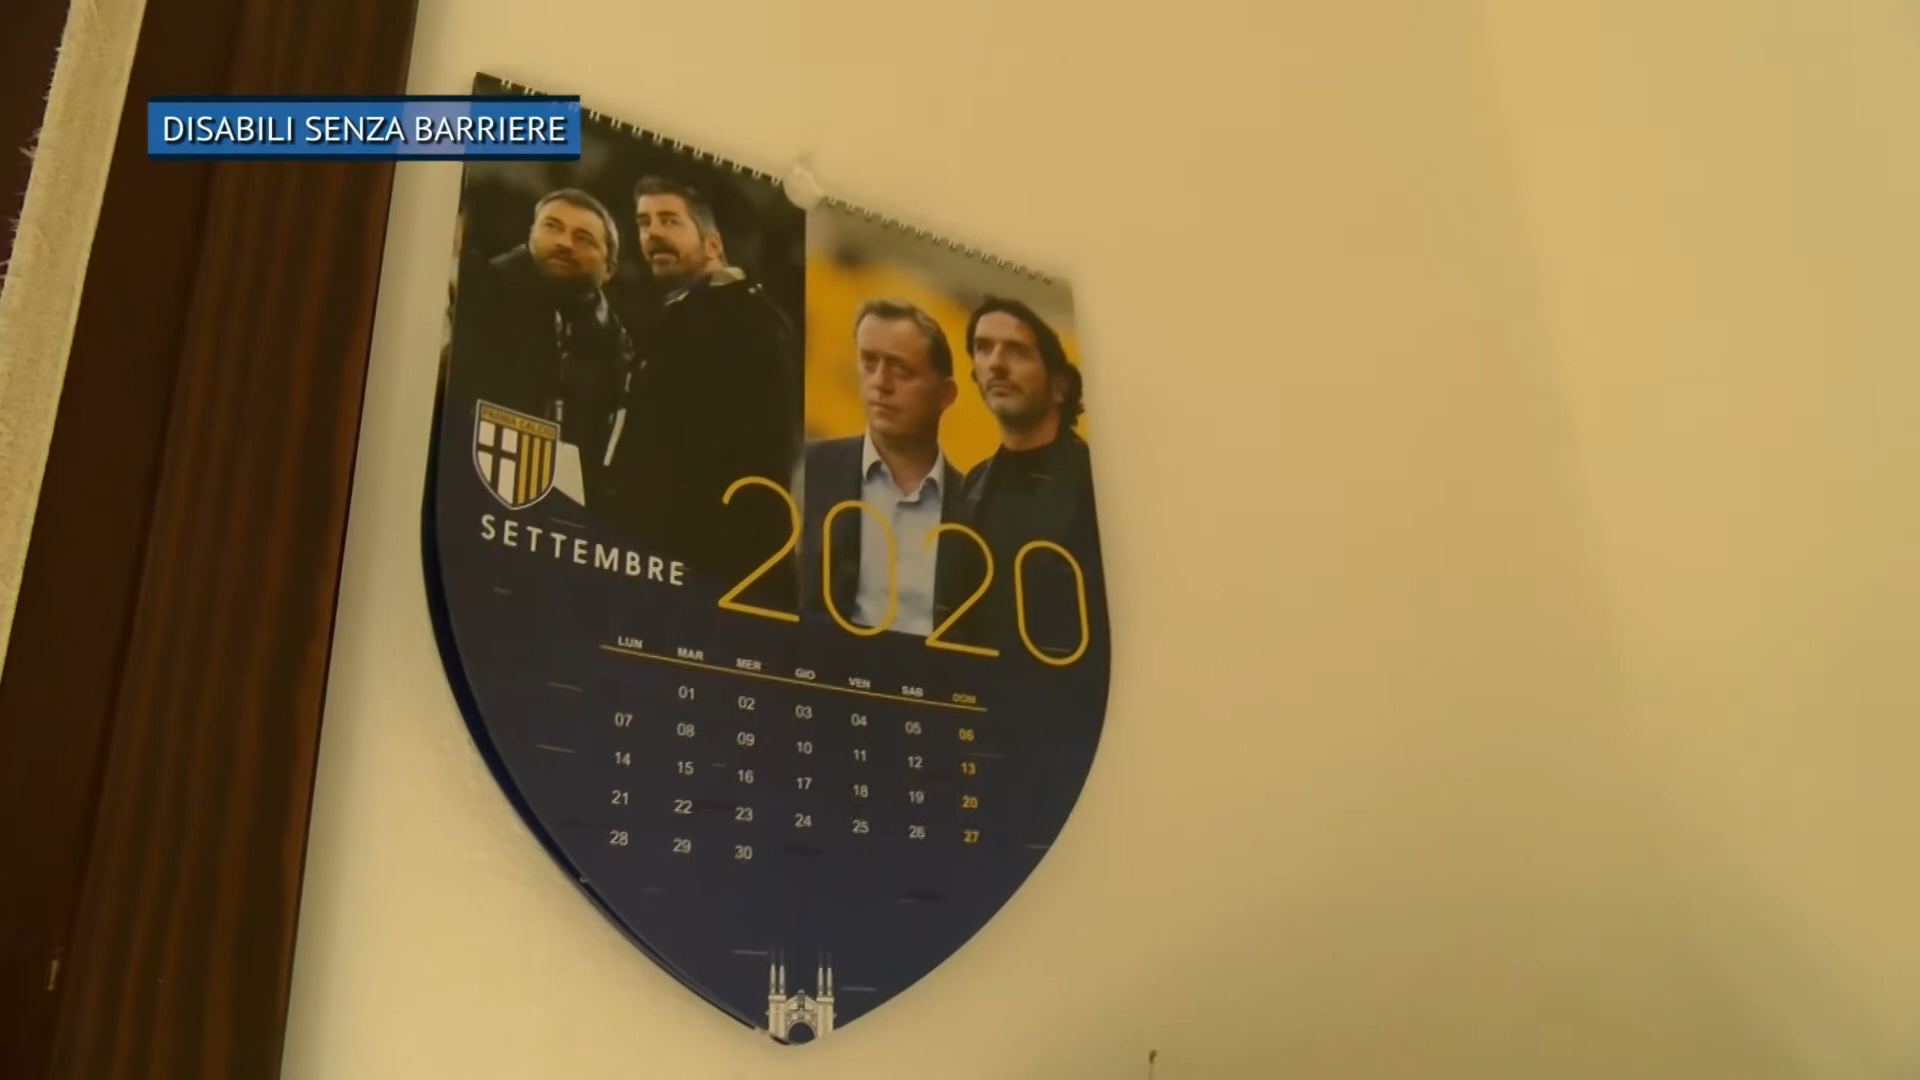 DISABILI SENZA BARRIERE
PARMA CALCIO
SETTEMBRE 2020
LUN MAR MER GIO VEN SAB DOM
01 02 03 04 05 06
07 08 09 10 11 12 13
14 15 16 17 18 19 20
21 22 23 24 25 26 27
28 29 30